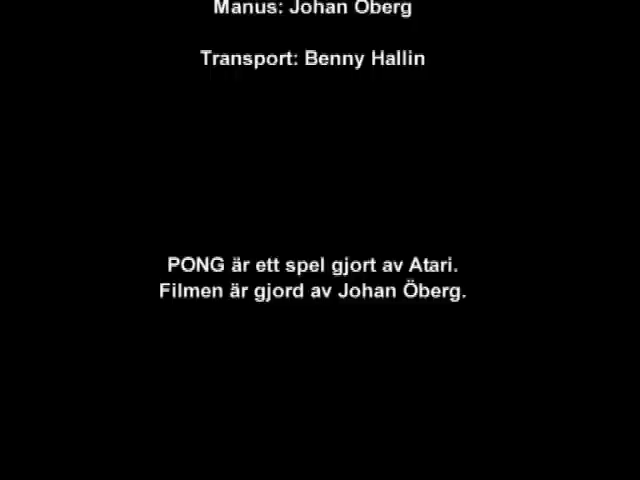 Manus: Johan Öberg
Transport: Benny Hallin
PONG är ett spel gjort av Atari.
Filmen är gjord av Johan Öberg.